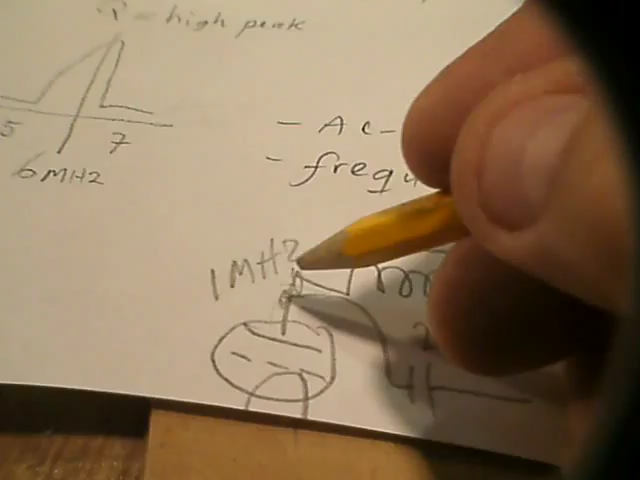 = high peak
5
7
6MHz
- AC-
- frequ
1MHz